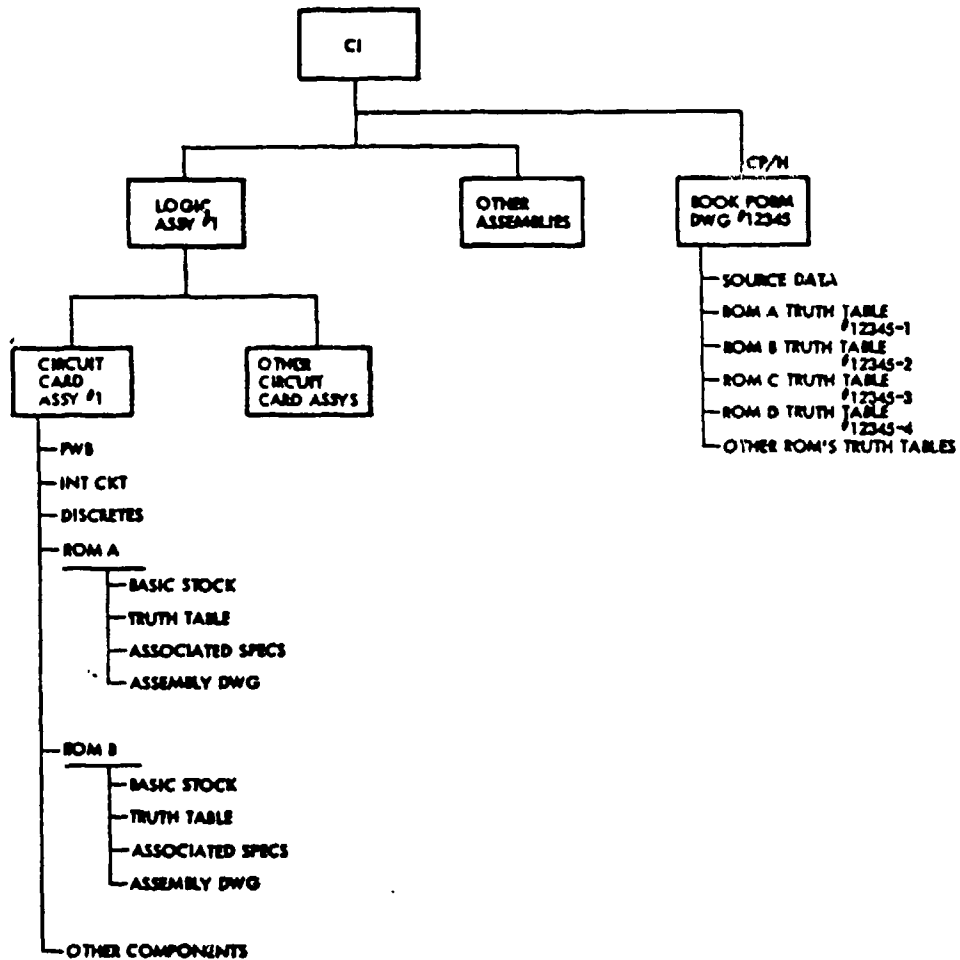 CI
LOGIC
ASSY #1
OTHER
ASSEMBLIES
CP/H
BOOK FORM
DWG #12345
SOURCE DATA
ROM A TRUTH TABLE
#12345-1
ROM B TRUTH TABLE
#12345-2
ROM C TRUTH TABLE
#12345-3
ROM D TRUTH TABLE
#12345-4
OTHER ROM'S TRUTH TABLES
CIRCUIT
CARD
ASSY #1
OTHER
CIRCUIT
CARD ASSYS
PWB
INT CKT
DISCRETES
ROM A
BASIC STOCK
TRUTH TABLE
ASSOCIATED SPECS
ASSEMBLY DWG
ROM B
BASIC STOCK
TRUTH TABLE
ASSOCIATED SPECS
ASSEMBLY DWG
OTHER COMPONENTS